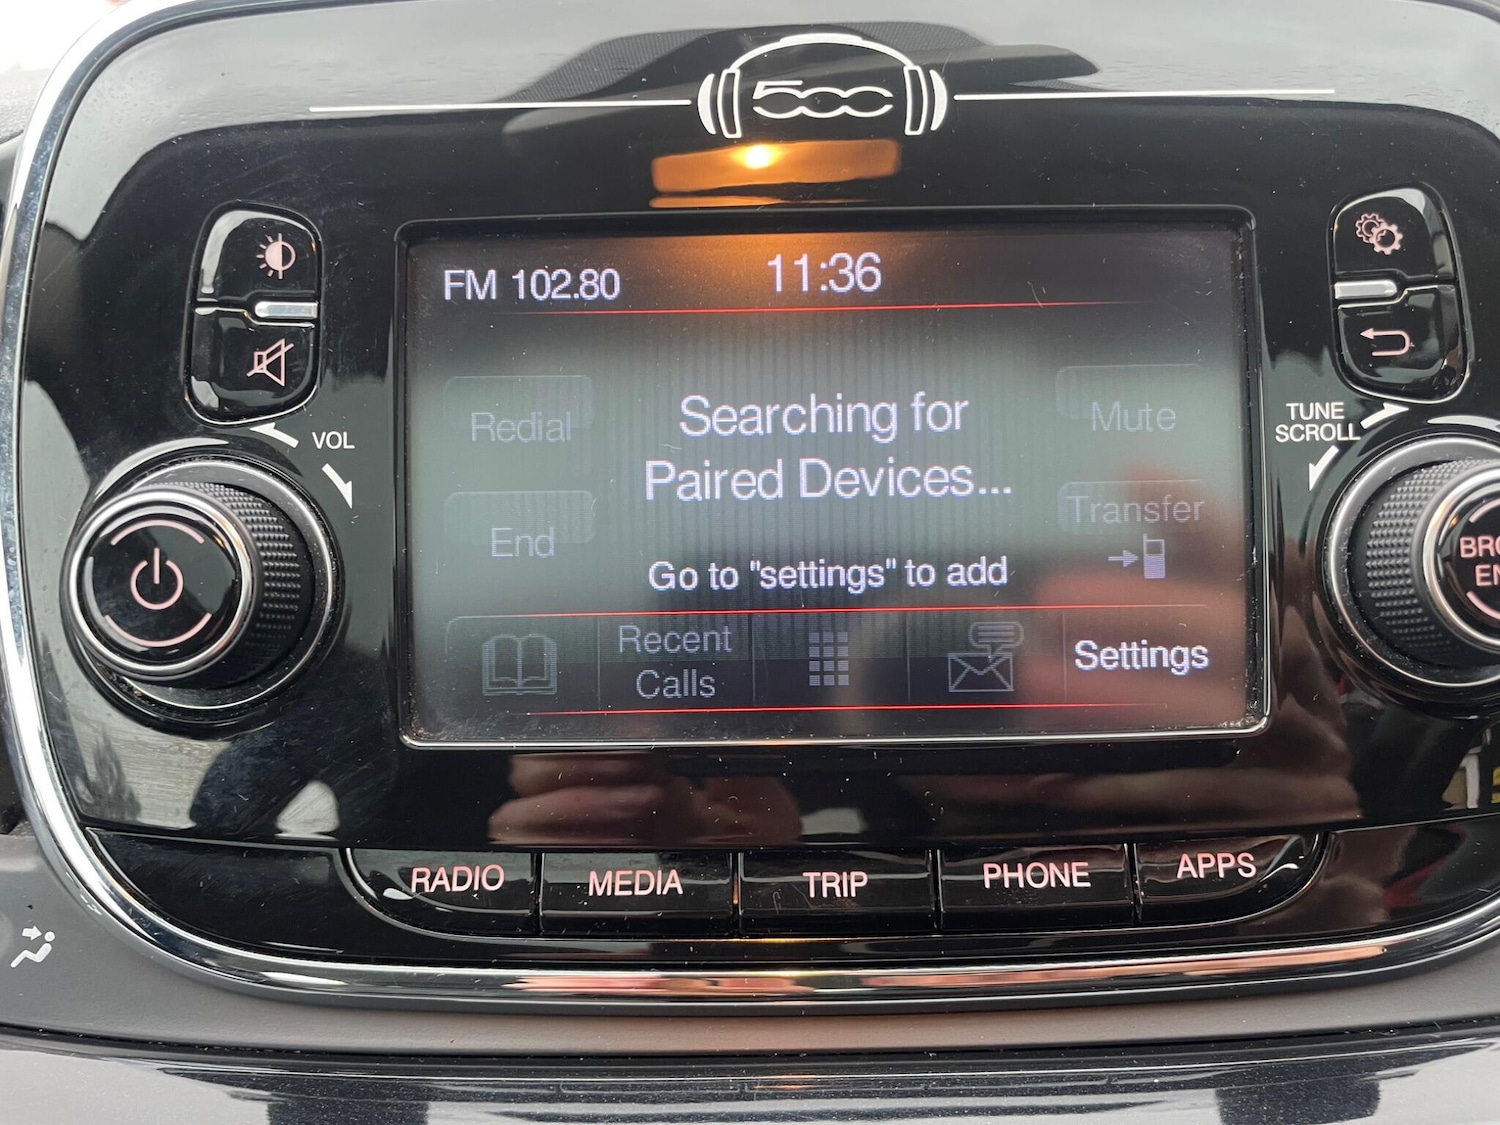 500
FM 102.80
11:36
Redial
Searching for
Paired Devices...
Mute
VOL
TUNE
SCROLL
End
Transfer
Go to "settings" to add
Recent
Calls
Settings
RADIO
MEDIA
TRIP
PHONE
APPS